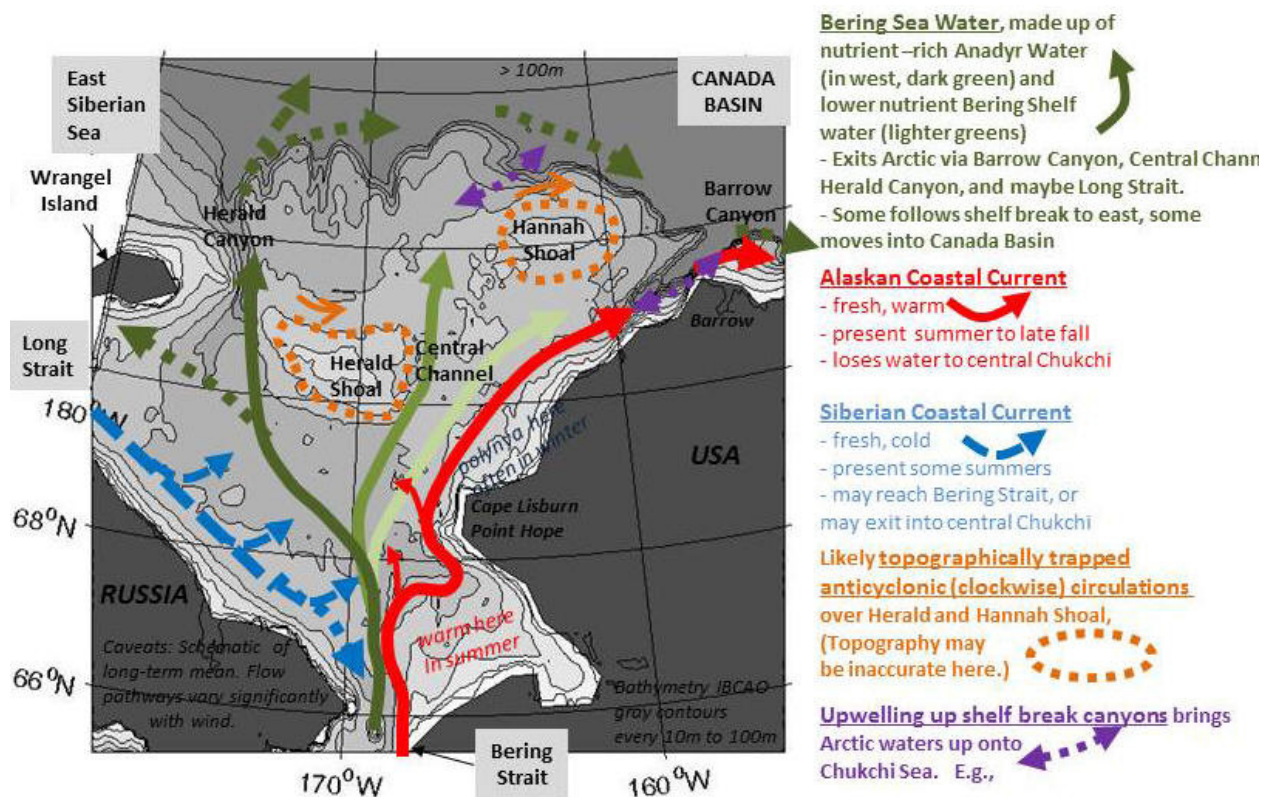 East
Siberian
Sea
> 100m
CANADA
BASIN
Wrangel
Island
Herald
Canyon
Hannah
Shoal
Barrow
Canyon
Long
Strait
Herald
Shoal
Central
Channel
Barrow
180°W
polynya here
often in winter
USA
68°N
Cape Lisburn
Point Hope
RUSSIA
warm here
In summer
Caveats: Schematic of
long-term mean. Flow
pathways vary significantly
with wind.
66°N
Bathymetry IBCAO
gray contours
every 10m to 100m
Bering
Strait
170°W
160°W
Bering Sea Water, made up of
nutrient –rich Anadyr Water
(in west, dark green) and
lower nutrient Bering Shelf
water (lighter greens)
- Exits Arctic via Barrow Canyon, Central Chann
Herald Canyon, and maybe Long Strait.
- Some follows shelf break to east, some
moves into Canada Basin
Alaskan Coastal Current
- fresh, warm
- present summer to late fall
- loses water to central Chukchi
Siberian Coastal Current
- fresh, cold
- present some summers
- may reach Bering Strait, or
may exit into central Chukchi
Likely topographically trapped
anticyclonic (clockwise) circulations
over Herald and Hannah Shoal,
(Topography may
be inaccurate here.)
Upwelling up shelf break canyons brings
Arctic waters up onto
Chukchi Sea. E.g.,